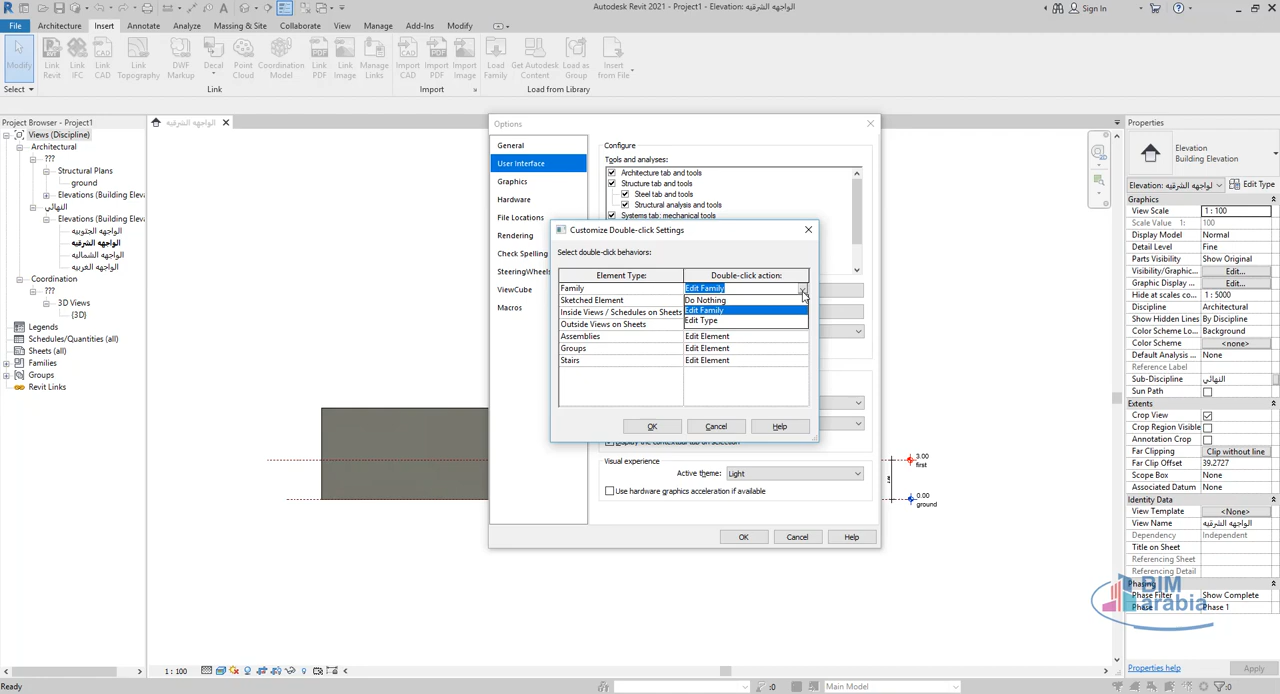 Autodesk Revit 2021 - Project1 - Elevation: الواجهه الشرقيه
Sign In
File Architecture Insert Annotate Analyze Massing & Site Collaborate View Manage Add-Ins Modify
Modify
Link Revit
Link IFC
Link CAD
Link Topography
DWF Markup
Decal
Point Cloud
Coordination Model
Link PDF
Link Image
Manage Links
Import CAD
Import PDF
Import Image
Load Family
Get Autodesk Content
Load as Group
Insert from File
Select
Link
Import
Load from Library
Project Browser - Project1
Views (Discipline)
Architectural
???
Structural Plans
ground
Elevations (Building Eleva
النهائي
Elevations (Building Eleva
الواجهه الجنوبيه
الواجهه الشرقيه
الواجهه الشماليه
الواجهه الغربيه
Coordination
???
3D Views
{3D}
Legends
Schedules/Quantities (all)
Sheets (all)
Families
Groups
Revit Links
الواجهه الشرقيه
Options
General
User Interface
Graphics
Hardware
File Locations
Rendering
Check Spelling
SteeringWheels
ViewCube
Macros
Configure
Tools and analyses:
Architecture tab and tools
Structure tab and tools
Steel tab and tools
Structural analysis and tools
Systems tab: mechanical tools
Customize Double-click Settings
Select double-click behaviors:
Element Type: Double-click action:
Family Edit Family
Sketched Element Do Nothing
Edit Family
Inside Views / Schedules on Sheets Edit Type
Outside Views on Sheets
Assemblies Edit Element
Groups Edit Element
Stairs Edit Element
OK Cancel Help
Display the contextual tab on selection
Visual experience
Active theme: Light
Use hardware graphics acceleration if available
OK Cancel Help
3.00
first
0.00
ground
Properties
Elevation
Building Elevation
Elevation: لواجهه الشرقيه Edit Type
Graphics
View Scale 1 : 100
Scale Value 1: 100
Display Model Normal
Detail Level Fine
Parts Visibility Show Original
Visibility/Graphic... Edit...
Graphic Display ... Edit...
Hide at scales co... 1 : 5000
Discipline Architectural
Show Hidden Lines By Discipline
Color Scheme Lo... Background
Color Scheme <none>
Default Analysis ... None
Reference Label
Sub-Discipline النهائي
Sun Path
Extents
Crop View
Crop Region Visible
Annotation Crop
Far Clipping Clip without line
Far Clip Offset 39.2727
Scope Box None
Associated Datum None
Identity Data
View Template <None>
View Name الواجهه الشرقيه
Dependency Independent
Title on Sheet
Referencing Sheet
Referencing Detail
Phasing
Phase Filter Show Complete
Phase Phase 1
BIM
arabia
Properties help Apply
1 : 100
Ready
:0
Main Model
:0